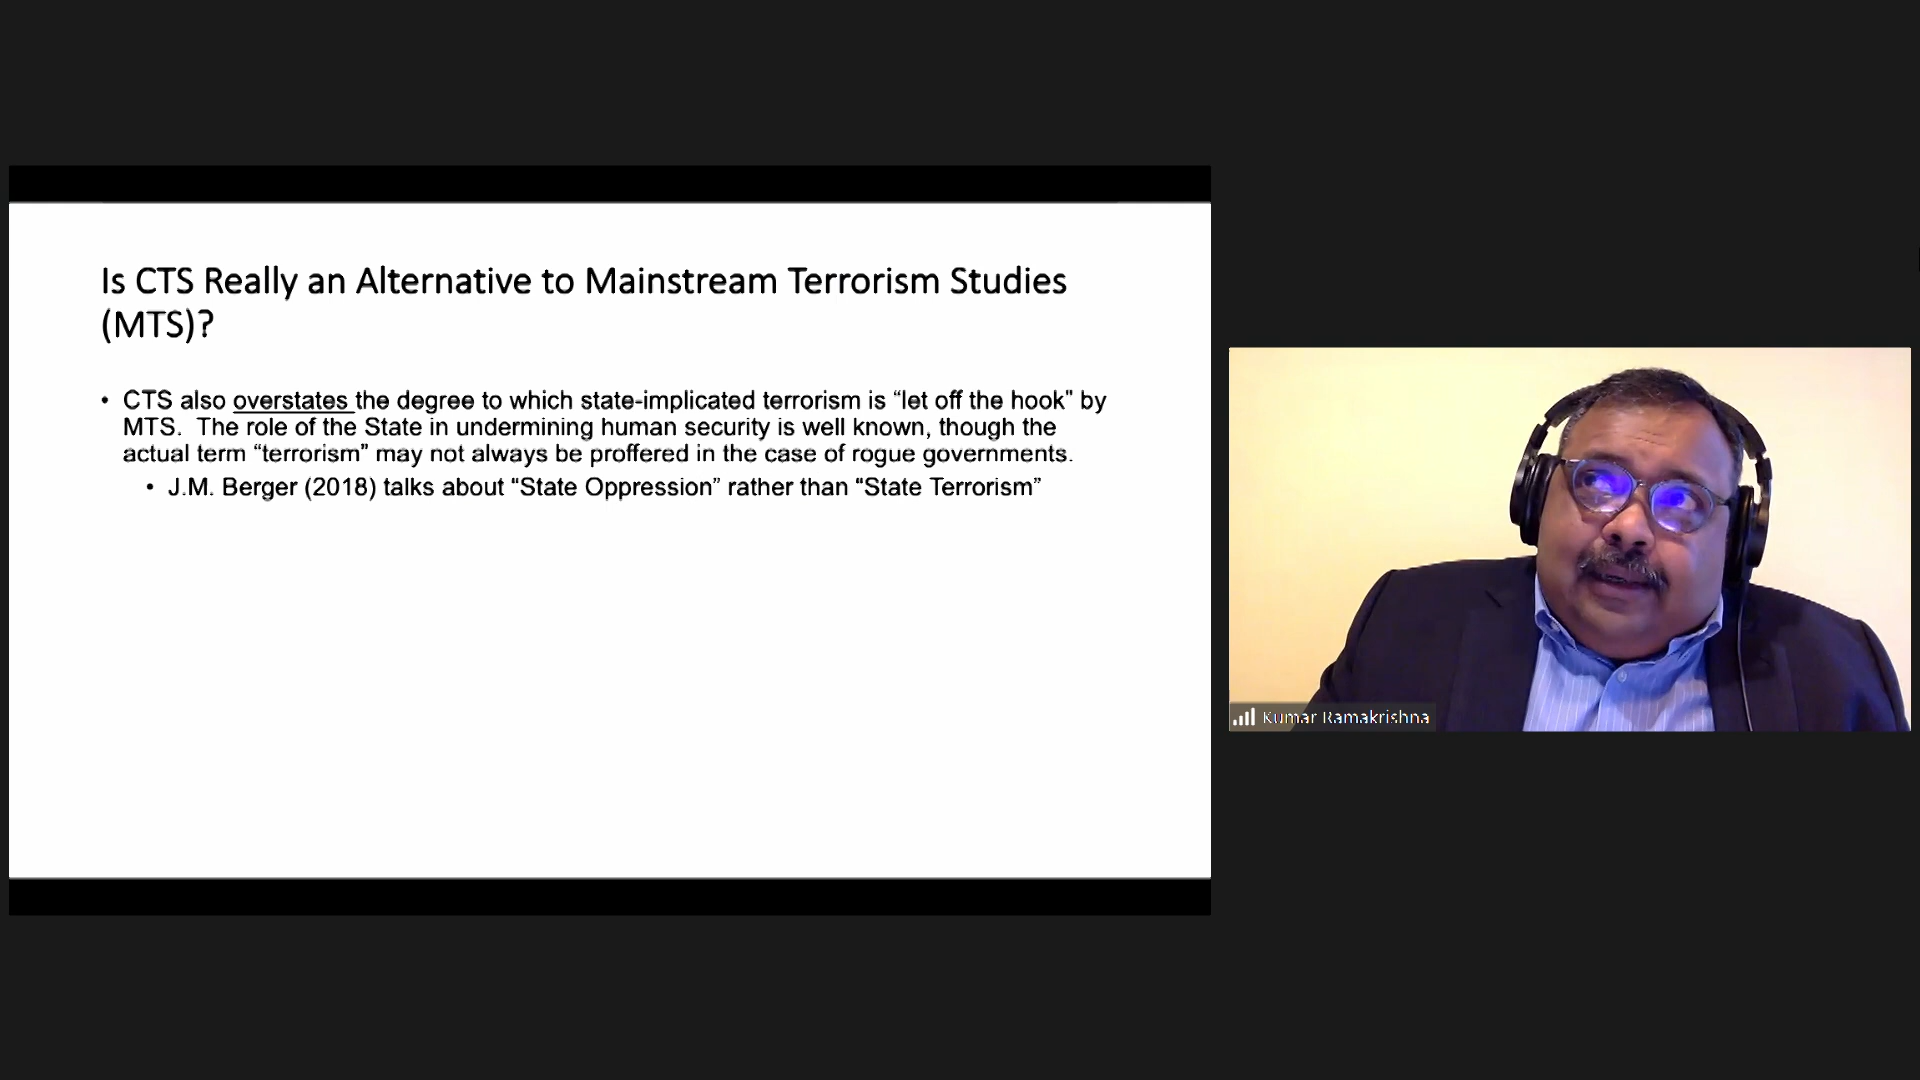 Is CTS Really an Alternative to Mainstream Terrorism Studies
(MTS)?
• CTS also overstates the degree to which state-implicated terrorism is “let off the hook” by
MTS.  The role of the State in undermining human security is well known, though the
actual term “terrorism” may not always be proffered in the case of rogue governments.
• J.M. Berger (2018) talks about “State Oppression” rather than “State Terrorism”
Kumar Ramakrishna